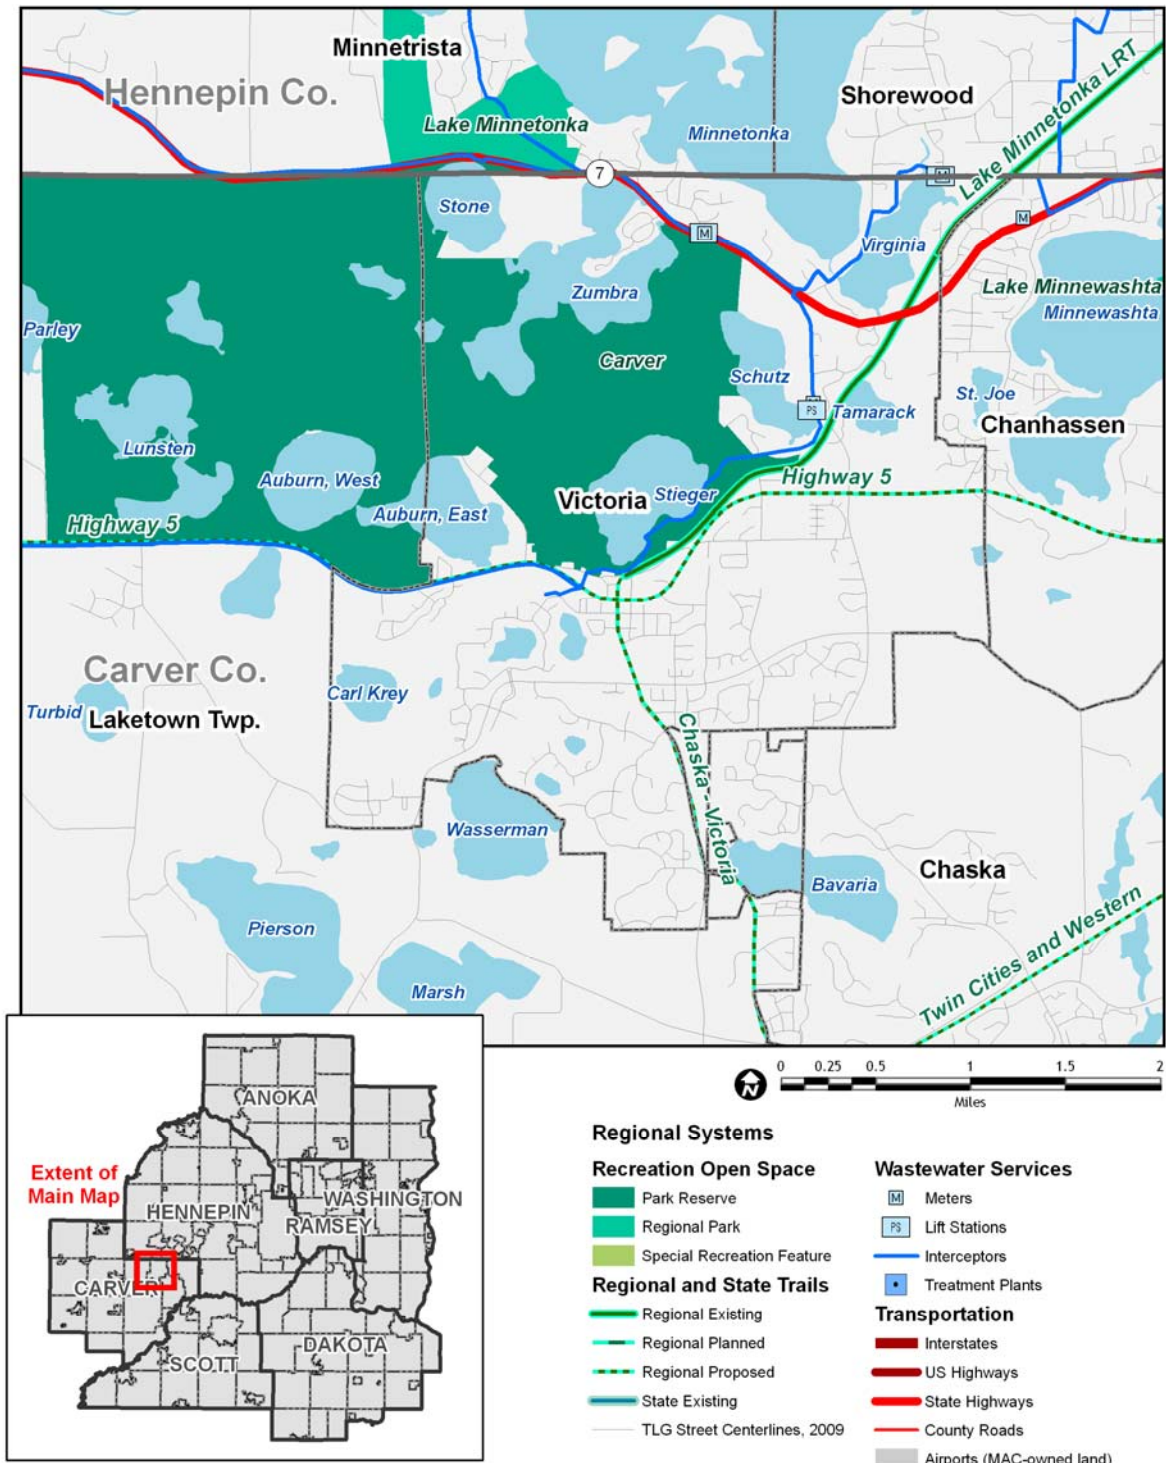 Minnetrista
Hennepin Co.
Shorewood
Lake Minnetonka LRT
Lake Minnetonka
Minnetonka
7
M
Stone
M
M
Virginia
Zumbra
Lake Minnewashta
Minnewashta
Parley
Carver
Schutz
St. Joe
PS
Tamarack
Chanhassen
Lunsten
Auburn, West
Highway 5
Victoria
Stieger
Auburn, East
Highway 5
Carver Co.
Carl Krey
Turbid
Laketown Twp.
Chaska - Victoria
Wasserman
Bavaria
Chaska
Pierson
Marsh
Twin Cities and Western
Extent of
Main Map
ANOKA
WASHINGTON
HENNEPIN
RAMSEY
CARVER
DAKOTA
SCOTT
N
0 0.25 0.5 1 1.5 2
Miles
Regional Systems
Recreation Open Space
Park Reserve
Regional Park
Special Recreation Feature
Regional and State Trails
Regional Existing
Regional Planned
Regional Proposed
State Existing
TLG Street Centerlines, 2009
Wastewater Services
M Meters
PS Lift Stations
Interceptors
Treatment Plants
Transportation
Interstates
US Highways
State Highways
County Roads
Airports (MAC-owned land)